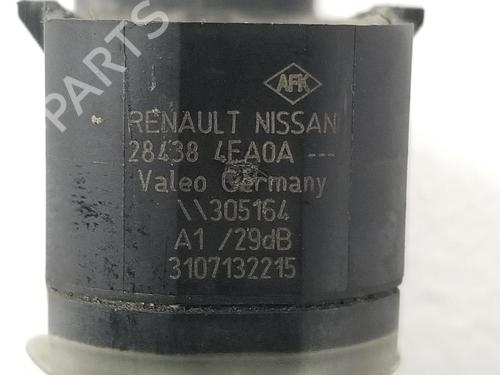 PARTS
AFK
RENAULT NISSAN
28438 4EA0A ---
Valeo Germany
\\305164
A1 /29dB
3107132215